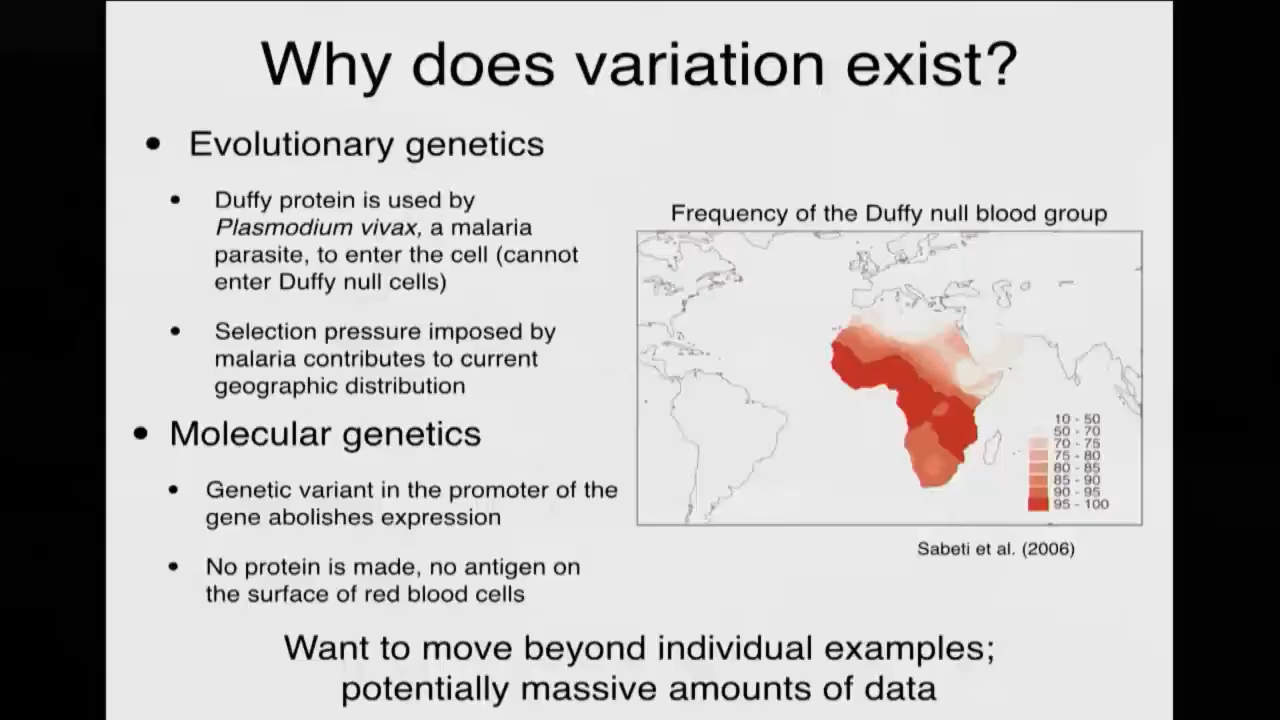 Why does variation exist?
• Evolutionary genetics
• Duffy protein is used by
Plasmodium vivax, a malaria
parasite, to enter the cell (cannot
enter Duffy null cells)
• Selection pressure imposed by
malaria contributes to current
geographic distribution
• Molecular genetics
• Genetic variant in the promoter of the
gene abolishes expression
• No protein is made, no antigen on
the surface of red blood cells
Frequency of the Duffy null blood group
10 - 50
50 - 70
70 - 75
75 - 80
80 - 85
85 - 90
90 - 95
95 - 100
Sabeti et al. (2006)
Want to move beyond individual examples;
potentially massive amounts of data